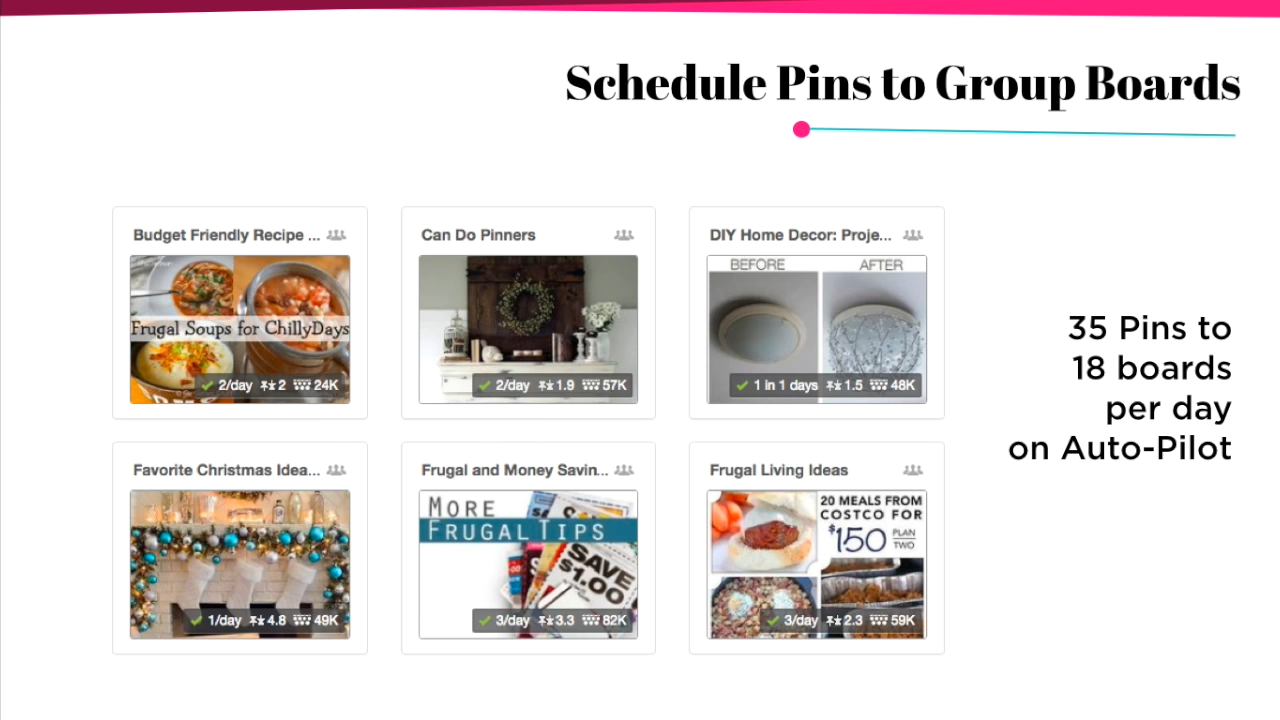 Schedule Pins to Group Boards
Budget Friendly Recipe ...
Frugal Soups for ChillyDays
2/day 2 24K
Can Do Pinners
2/day 1.9 57K
DIY Home Decor: Proje...
BEFORE AFTER
1 in 1 days 1.5 48K
35 Pins to
18 boards
per day
on Auto-Pilot
Favorite Christmas Idea...
1/day 4.8 49K
Frugal and Money Savin...
MORE
FRUGAL TIPS
SAVE
$1.00
3/day 3.3 82K
Frugal Living Ideas
20 MEALS FROM
COSTCO FOR
$150 PLAN
TWO
3/day 2.3 59K